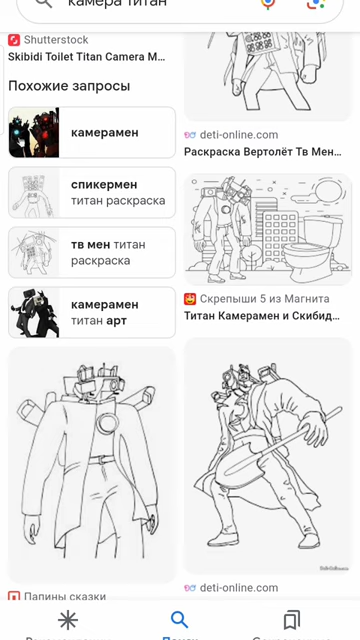 камера титан
Shutterstock
Skibidi Toilet Titan Camera M...
Похожие запросы
камерамен
спикермен
титан раскраска
тв мен титан
раскраска
камерамен
титан арт
deti-online.com
Раскраска Вертолёт Тв Мен...
Скрепыши 5 из Магнита
Титан Камерамен и Скибид...
deti-online.com
Папины сказки
Поиск